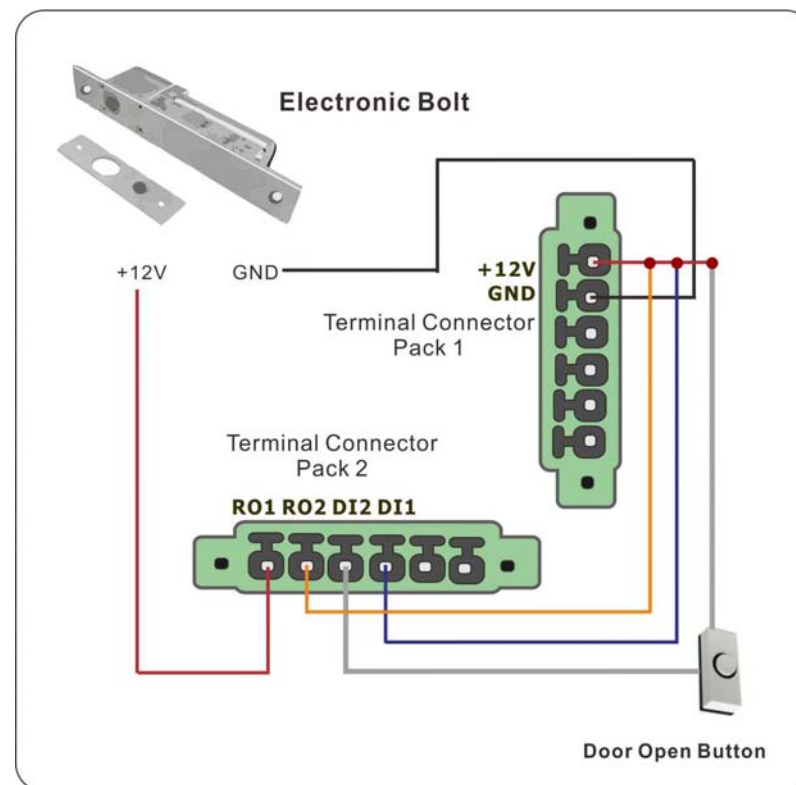 Electronic Bolt
+12V
GND
+12V
GND
Terminal Connector
Pack 1
Terminal Connector
Pack 2
RO1 RO2 DI2 DI1
Door Open Button